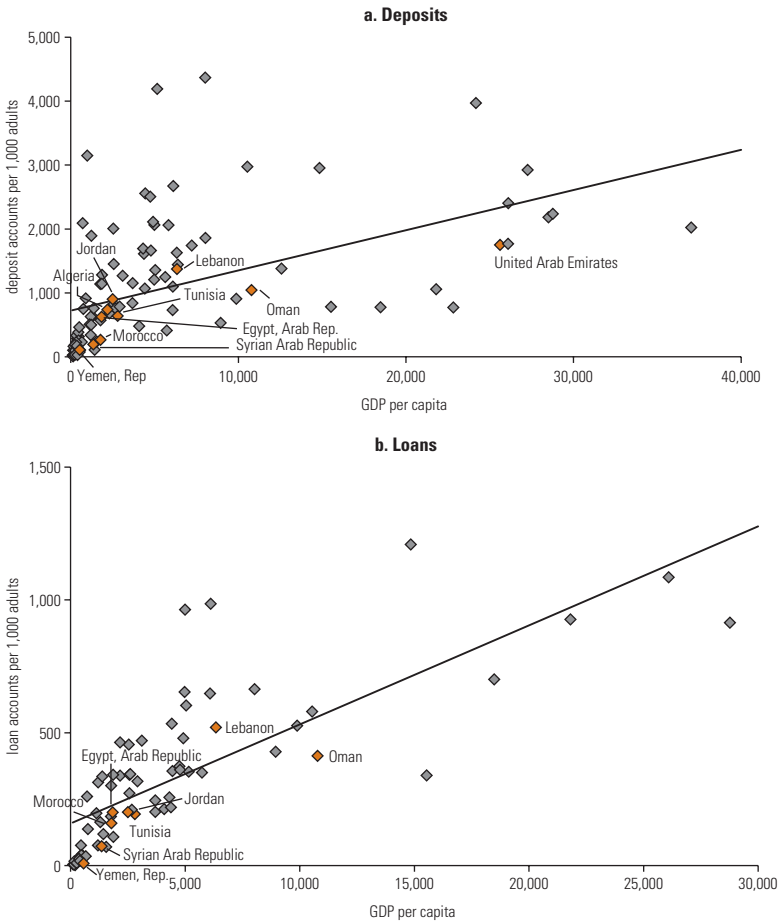 a. Deposits
5,000
4,000
3,000
2,000
1,000
0
deposit accounts per 1,000 adults
Jordan
Algeria
Lebanon
Tunisia
Oman
United Arab Emirates
Egypt, Arab Rep.
Morocco
Syrian Arab Republic
Yemen, Rep
0
10,000
20,000
30,000
40,000
GDP per capita
b. Loans
1,500
1,000
500
0
loan accounts per 1,000 adults
Lebanon
Oman
Egypt, Arab Republic
Morocco
Jordan
Tunisia
Syrian Arab Republic
Yemen, Rep.
0
5,000
10,000
15,000
20,000
25,000
30,000
GDP per capita